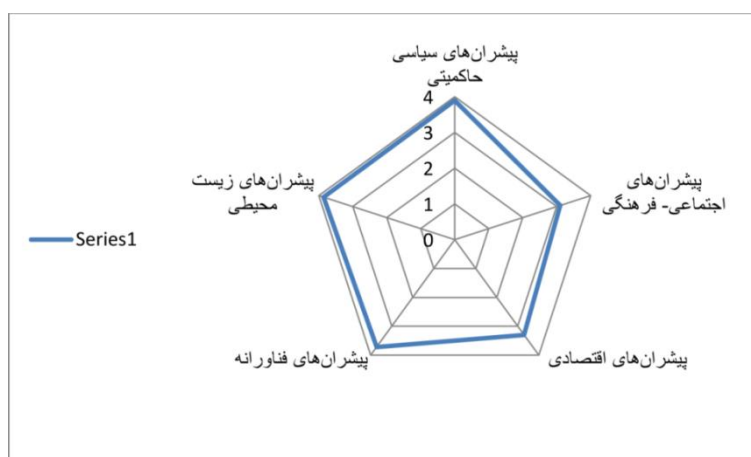 پیشران‌های سیاسی
حاکمیتی
4
3
2
1
0
پیشران‌های
اجتماعی- فرهنگی
پیشران‌های اقتصادی
پیشران‌های فناورانه
پیشران‌های زیست
محیطی
Series1